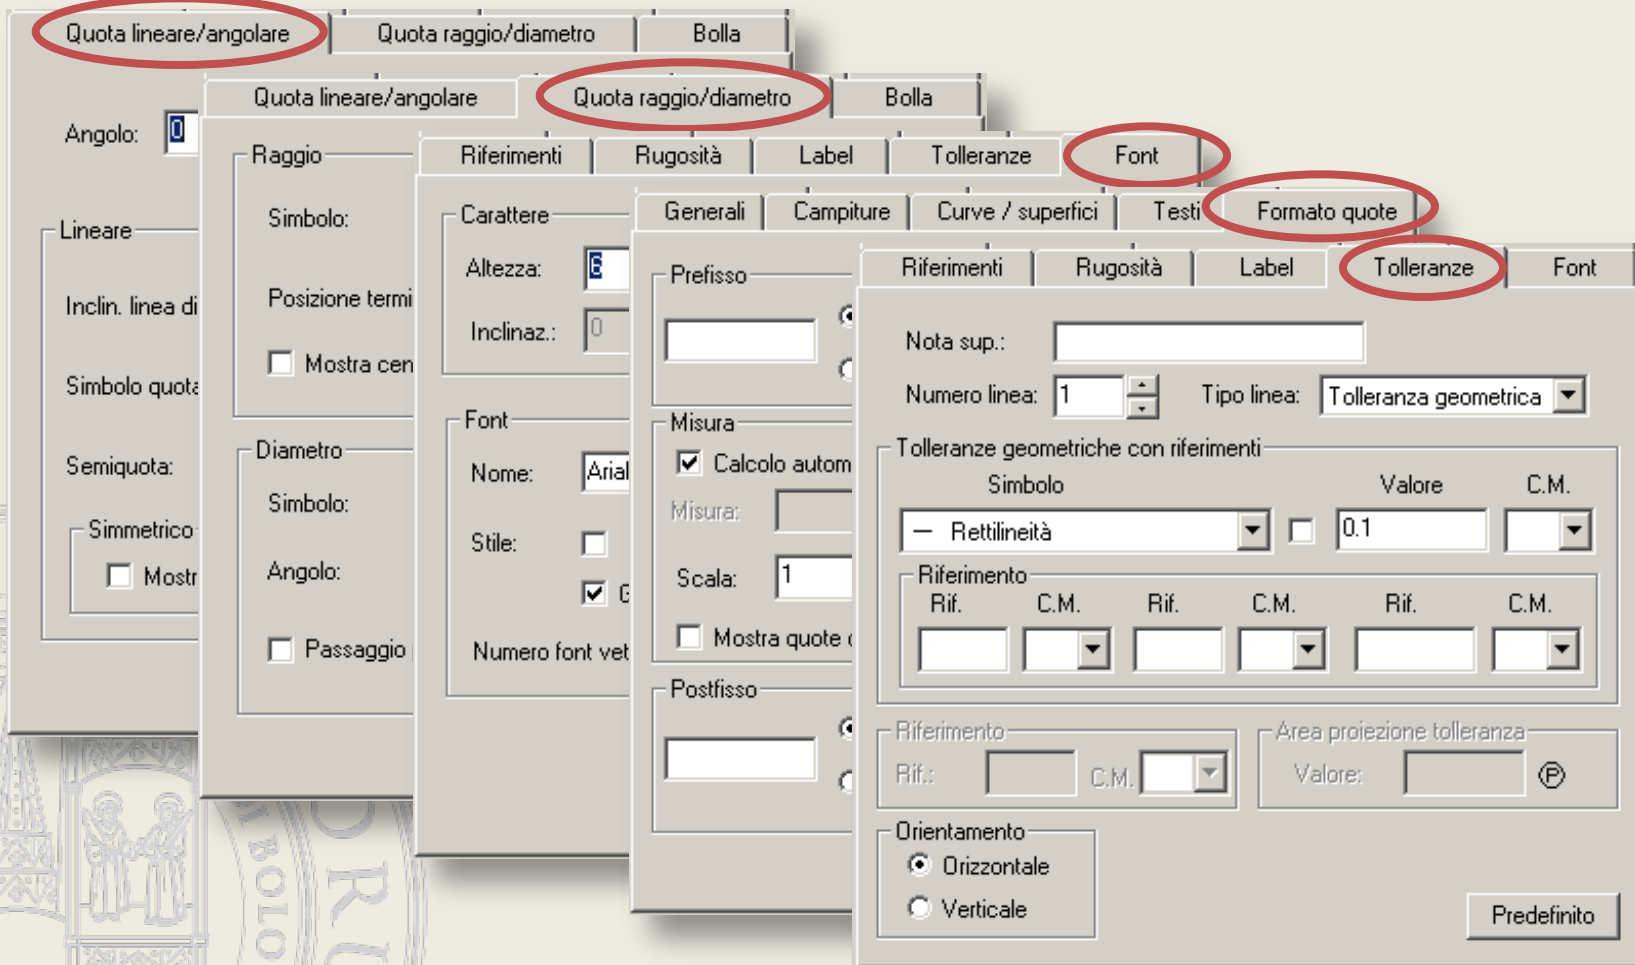 Quota lineare/angolare Quota raggio/diametro Bolla
Angolo: 0
Lineare
Inclin. linea di
Simbolo quota
Semiquota:
Simmetrico
Mostr
Quota lineare/angolare Quota raggio/diametro Bolla
Raggio
Simbolo:
Posizione termi
Mostra cen
Diametro
Simbolo:
Angolo:
Passaggio
Riferimenti Rugosità Label Tolleranze Font
Carattere
Altezza: 6
Inclinaz.: 0
Font
Nome: Arial
Stile:
G
Numero font vet
Generali Campiture Curve / superfici Testi Formato quote
Prefisso
Misura
Calcolo autom
Misura:
Scala: 1
Mostra quote
Postfisso
Riferimenti Rugosità Label Tolleranze Font
Nota sup.:
Numero linea: 1 Tipo linea: Tolleranza geometrica
Tolleranze geometriche con riferimenti
Simbolo Valore C.M.
— Rettilineità 0.1
Riferimento
Rif. C.M. Rif. C.M. Rif. C.M.
Riferimento Area proiezione tolleranza
Rif.: C.M. Valore: Ⓟ
Orientamento
Orizzontale
Verticale
Predefinito
DI BOLO
ORU